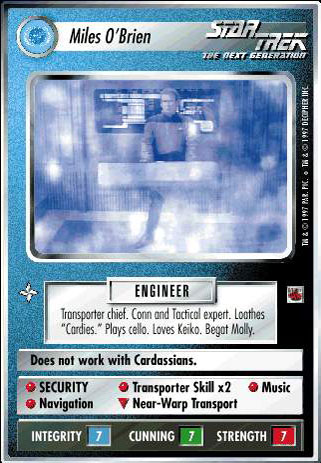 Miles O'Brien
STAR TREK
THE NEXT GENERATION
TM & © 1997 PAR. PIC. • TM & © 1997 DECIPHER INC.
ENGINEER
Transporter chief. Conn and Tactical expert. Loathes
"Cardies." Plays cello. Loves Keiko. Begat Molly.
Does not work with Cardassians.
SECURITY Transporter Skill x2 Music
Navigation Near-Warp Transport
INTEGRITY 7 CUNNING 7 STRENGTH 7